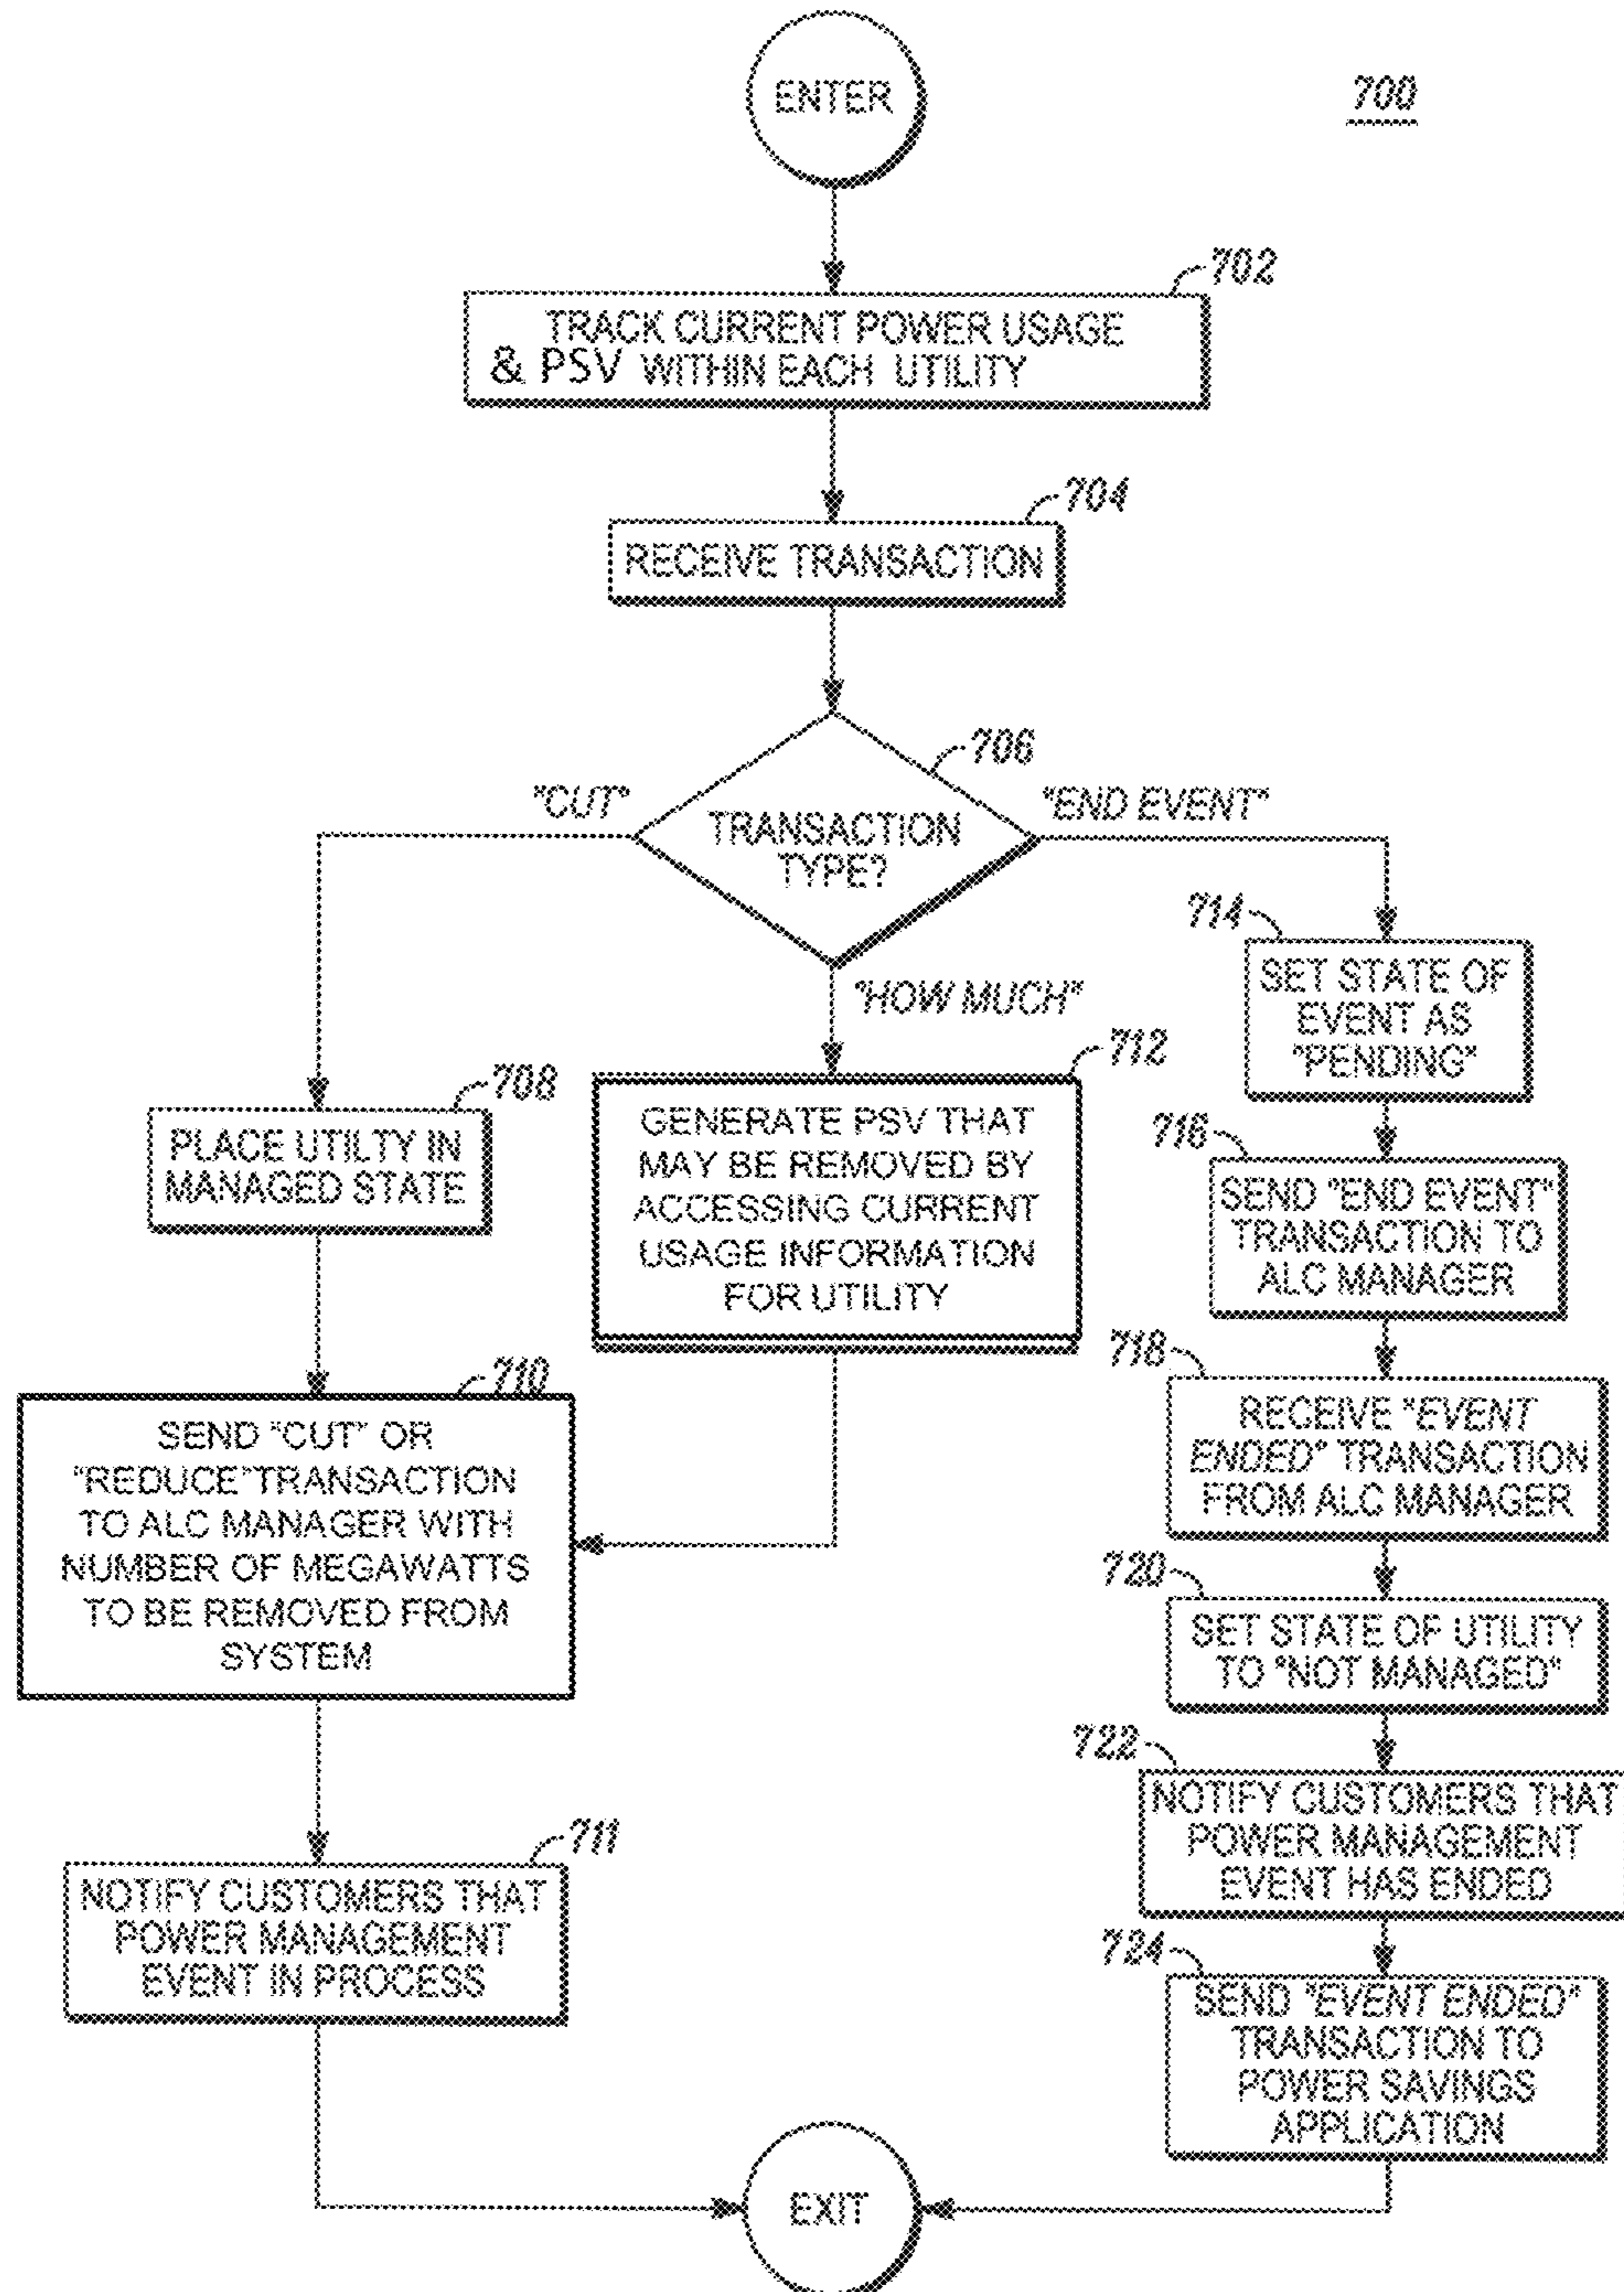 ENTER
700
702
TRACK CURRENT POWER USAGE
& PSV WITHIN EACH UTILITY
704
RECEIVE TRANSACTION
706
"CUT"
TRANSACTION
TYPE?
"END EVENT"
"HOW MUCH"
708
PLACE UTILTY IN
MANAGED STATE
710
SEND "CUT" OR
"REDUCE"TRANSACTION
TO ALC MANAGER WITH
NUMBER OF MEGAWATTS
TO BE REMOVED FROM
SYSTEM
711
NOTIFY CUSTOMERS THAT
POWER MANAGEMENT
EVENT IN PROCESS
712
GENERATE PSV THAT
MAY BE REMOVED BY
ACCESSING CURRENT
USAGE INFORMATION
FOR UTILITY
714
SET STATE OF
EVENT AS
"PENDING"
716
SEND "END EVENT"
TRANSACTION TO
ALC MANAGER
718
RECEIVE "EVENT
ENDED" TRANSACTION
FROM ALC MANAGER
720
SET STATE OF UTILITY
TO "NOT MANAGED"
722
NOTIFY CUSTOMERS THAT
POWER MANAGEMENT
EVENT HAS ENDED
724
SEND "EVENT ENDED"
TRANSACTION TO
POWER SAVINGS
APPLICATION
EXIT